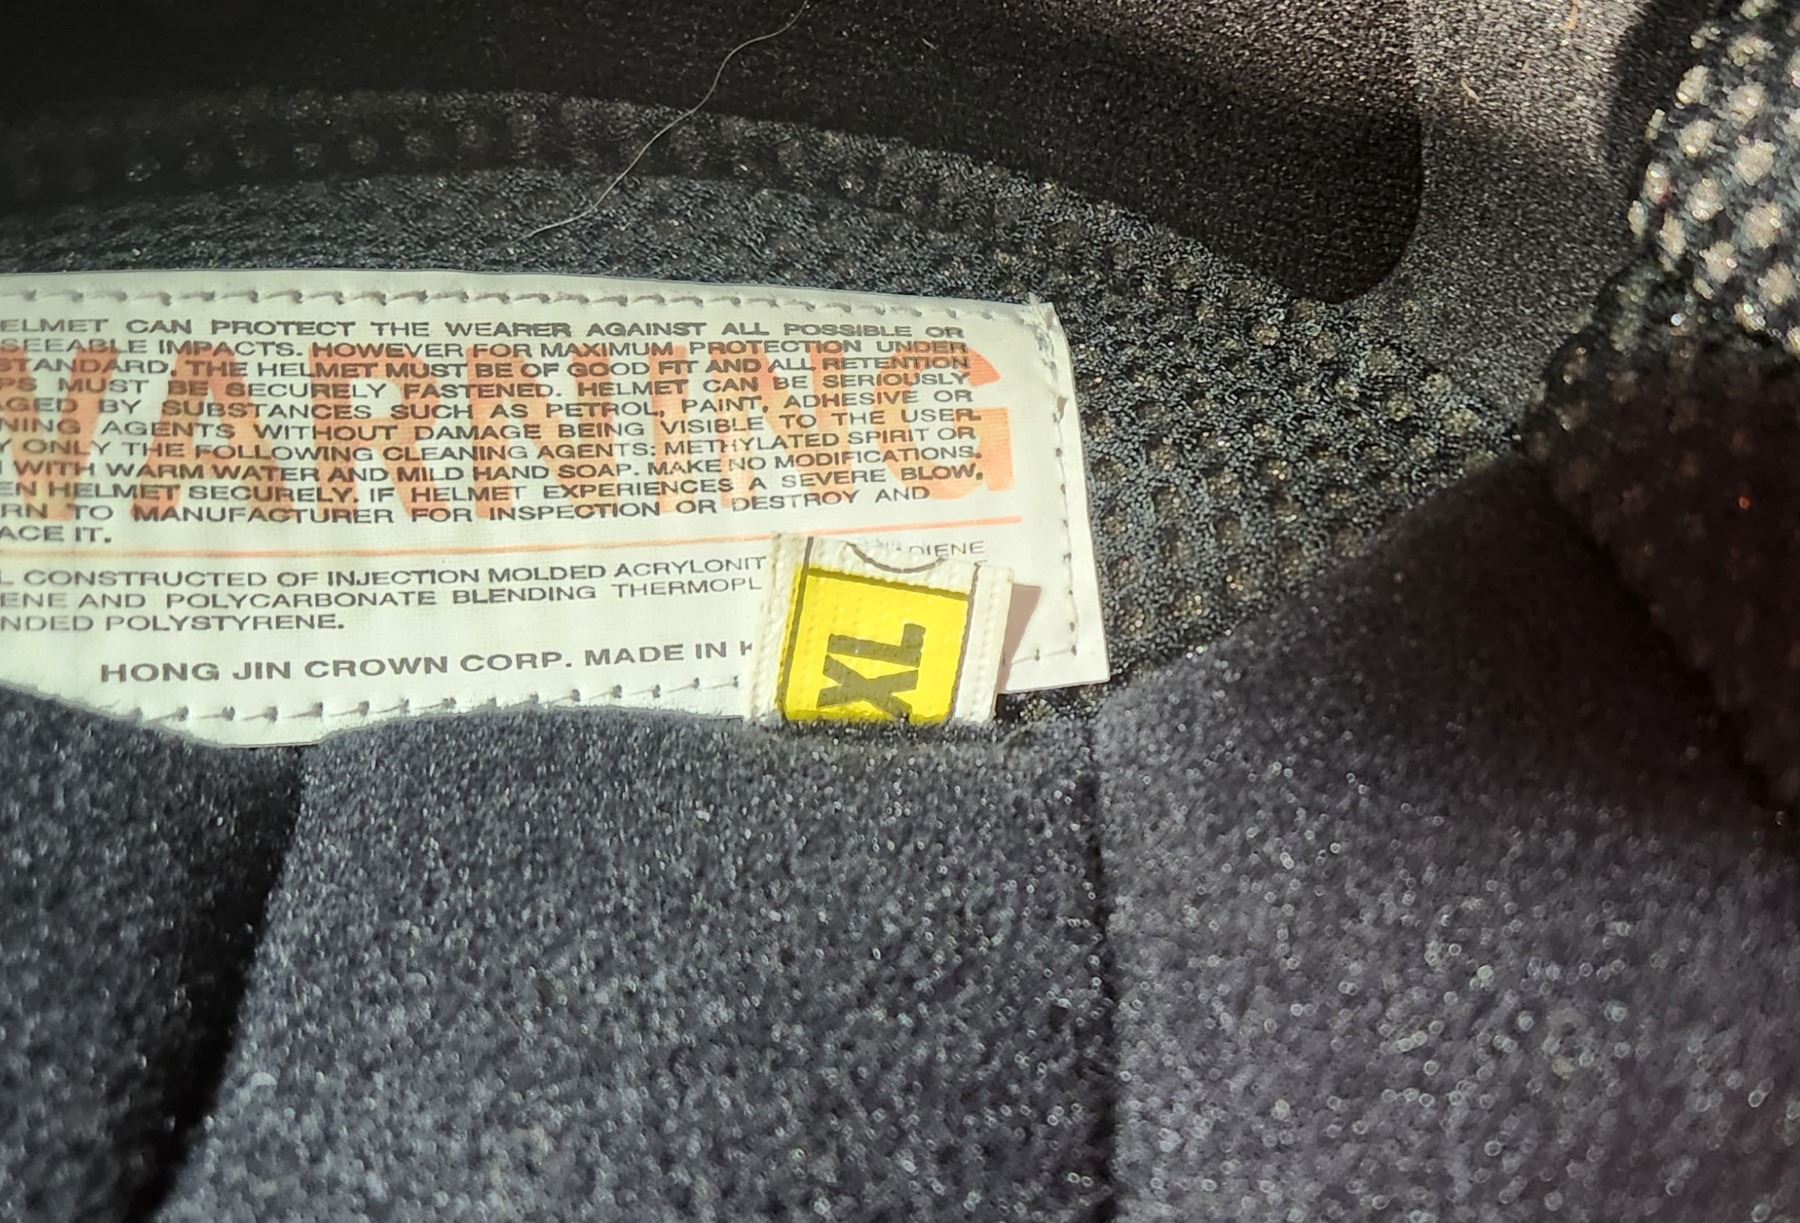 ELMET CAN PROTECT THE WEARER AGAINST ALL POSSIBLE OR
SEEABLE IMPACTS. HOWEVER FOR MAXIMUM PROTECTION UNDER
STANDARD, THE HELMET MUST BE OF GOOD FIT AND ALL RETENTION
PS MUST BE SECURELY FASTENED. HELMET CAN BE SERIOUSLY
AGED BY SUBSTANCES SUCH AS PETROL, PAINT, ADHESIVE OR
NING AGENTS WITHOUT DAMAGE BEING VISIBLE TO THE USER.
Y ONLY THE FOLLOWING CLEANING AGENTS: METHYLATED SPIRIT OR
WITH WARM WATER AND MILD HAND SOAP. MAKE NO MODIFICATIONS.
EN HELMET SECURELY. IF HELMET EXPERIENCES A SEVERE BLOW,
RN TO MANUFACTURER FOR INSPECTION OR DESTROY AND
ACE IT.
WARNING
L CONSTRUCTED OF INJECTION MOLDED ACRYLONIT DIENE
ENE AND POLYCARBONATE BLENDING THERMOPL
NDED POLYSTYRENE.
HONG JIN CROWN CORP. MADE IN K
XL